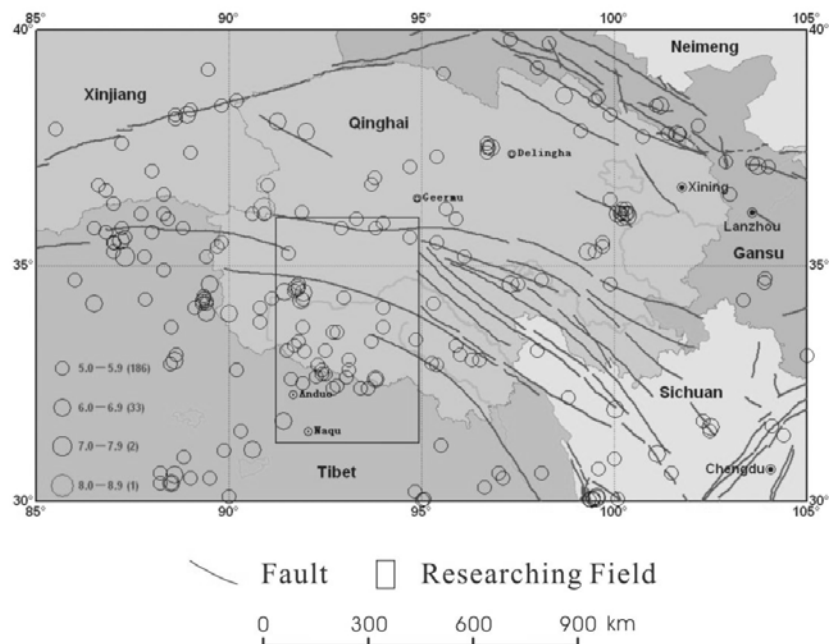 85° 90° 95° 100° 105°
40° 40°
Neimeng
Xinjiang
Qinghai
Delingha
Geermu
Xining
Lanzhou
Gansu
35° 35°
5.0—5.9 (186)
6.0—6.9 (33)
7.0—7.9 (2)
8.0—8.9 (1)
Anduo
Naqu
Sichuan
Tibet
Chengdu
30° 30°
85° 90° 95° 100° 105°
Fault Researching Field
0 300 600 900 km